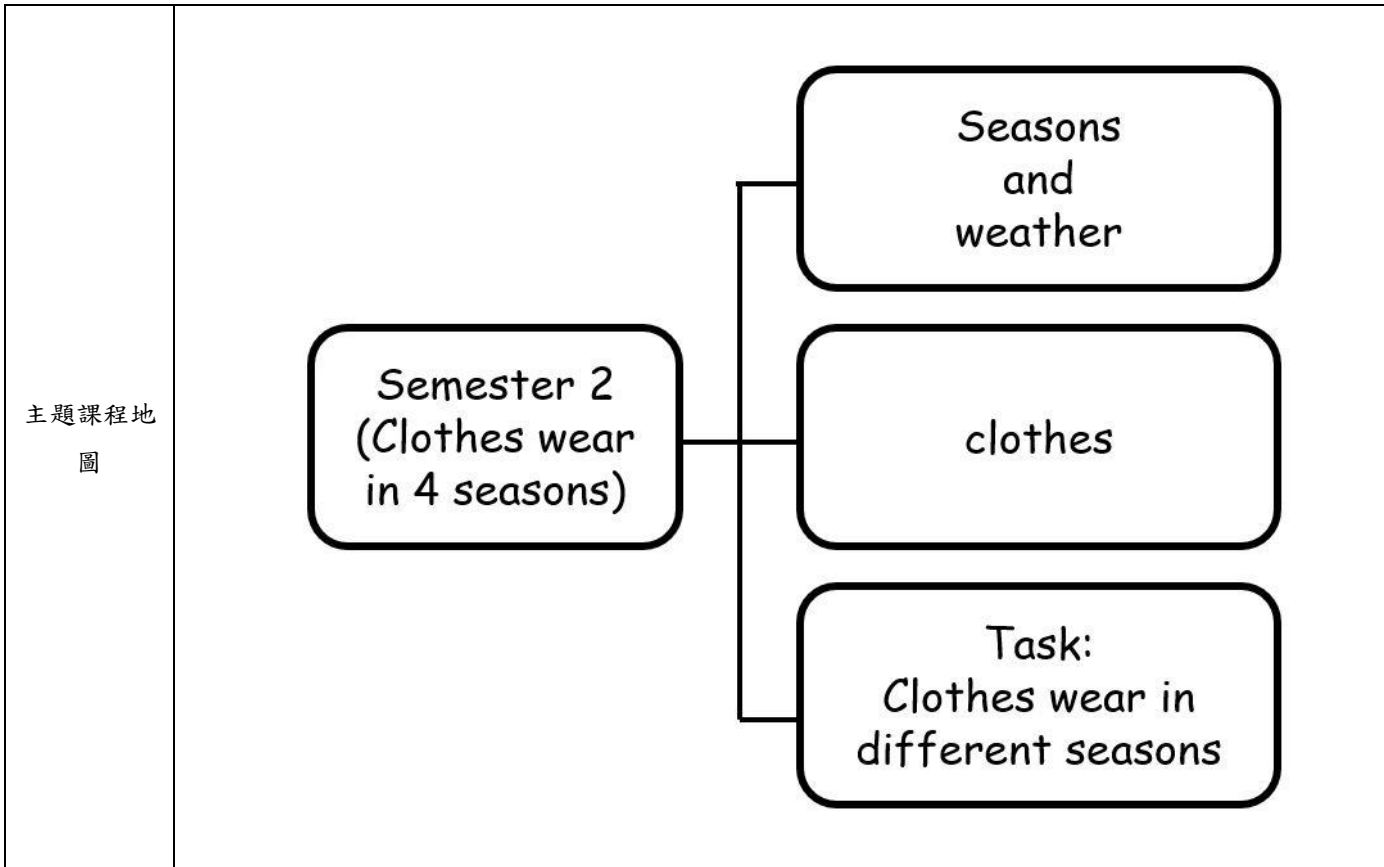 主題課程地
圖
Semester 2
(Clothes wear
in 4 seasons)
Seasons
and
weather
clothes
Task:
Clothes wear in
different seasons